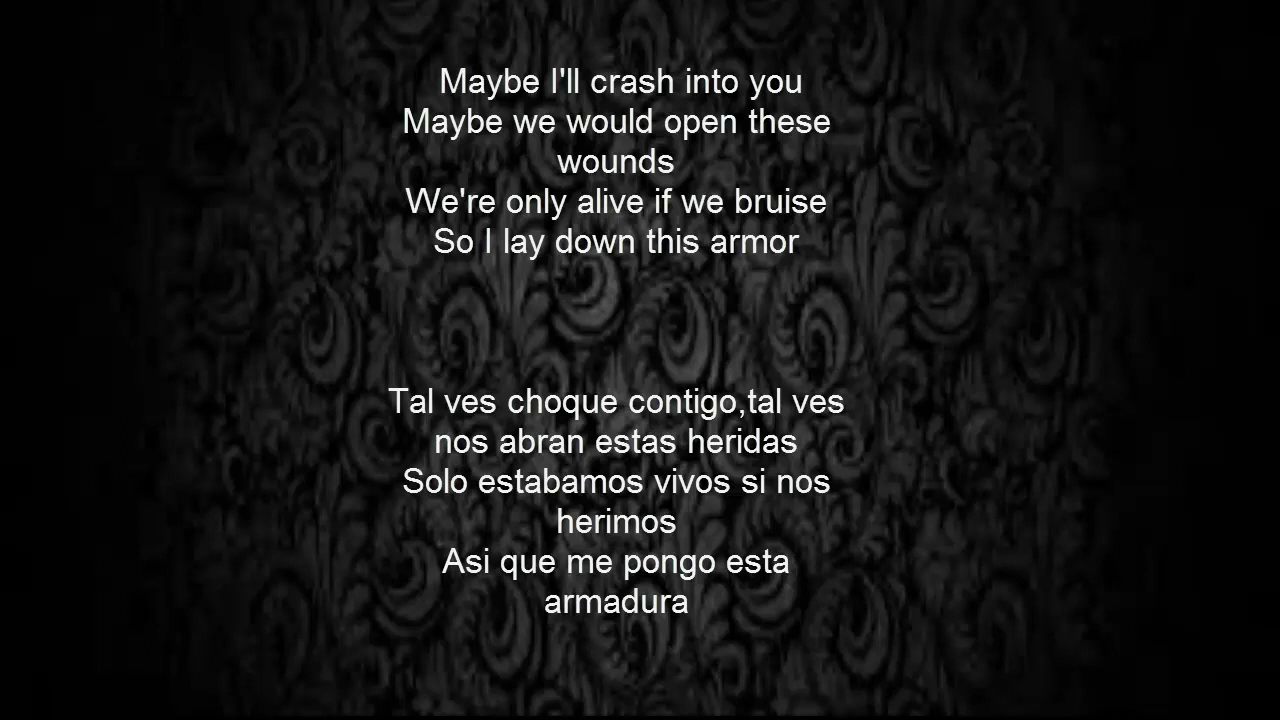 Maybe I'll crash into you
Maybe we would open these
wounds
We're only alive if we bruise
So I lay down this armor
Tal ves choque contigo,tal ves
nos abran estas heridas
Solo estabamos vivos si nos
herimos
Asi que me pongo esta
armadura